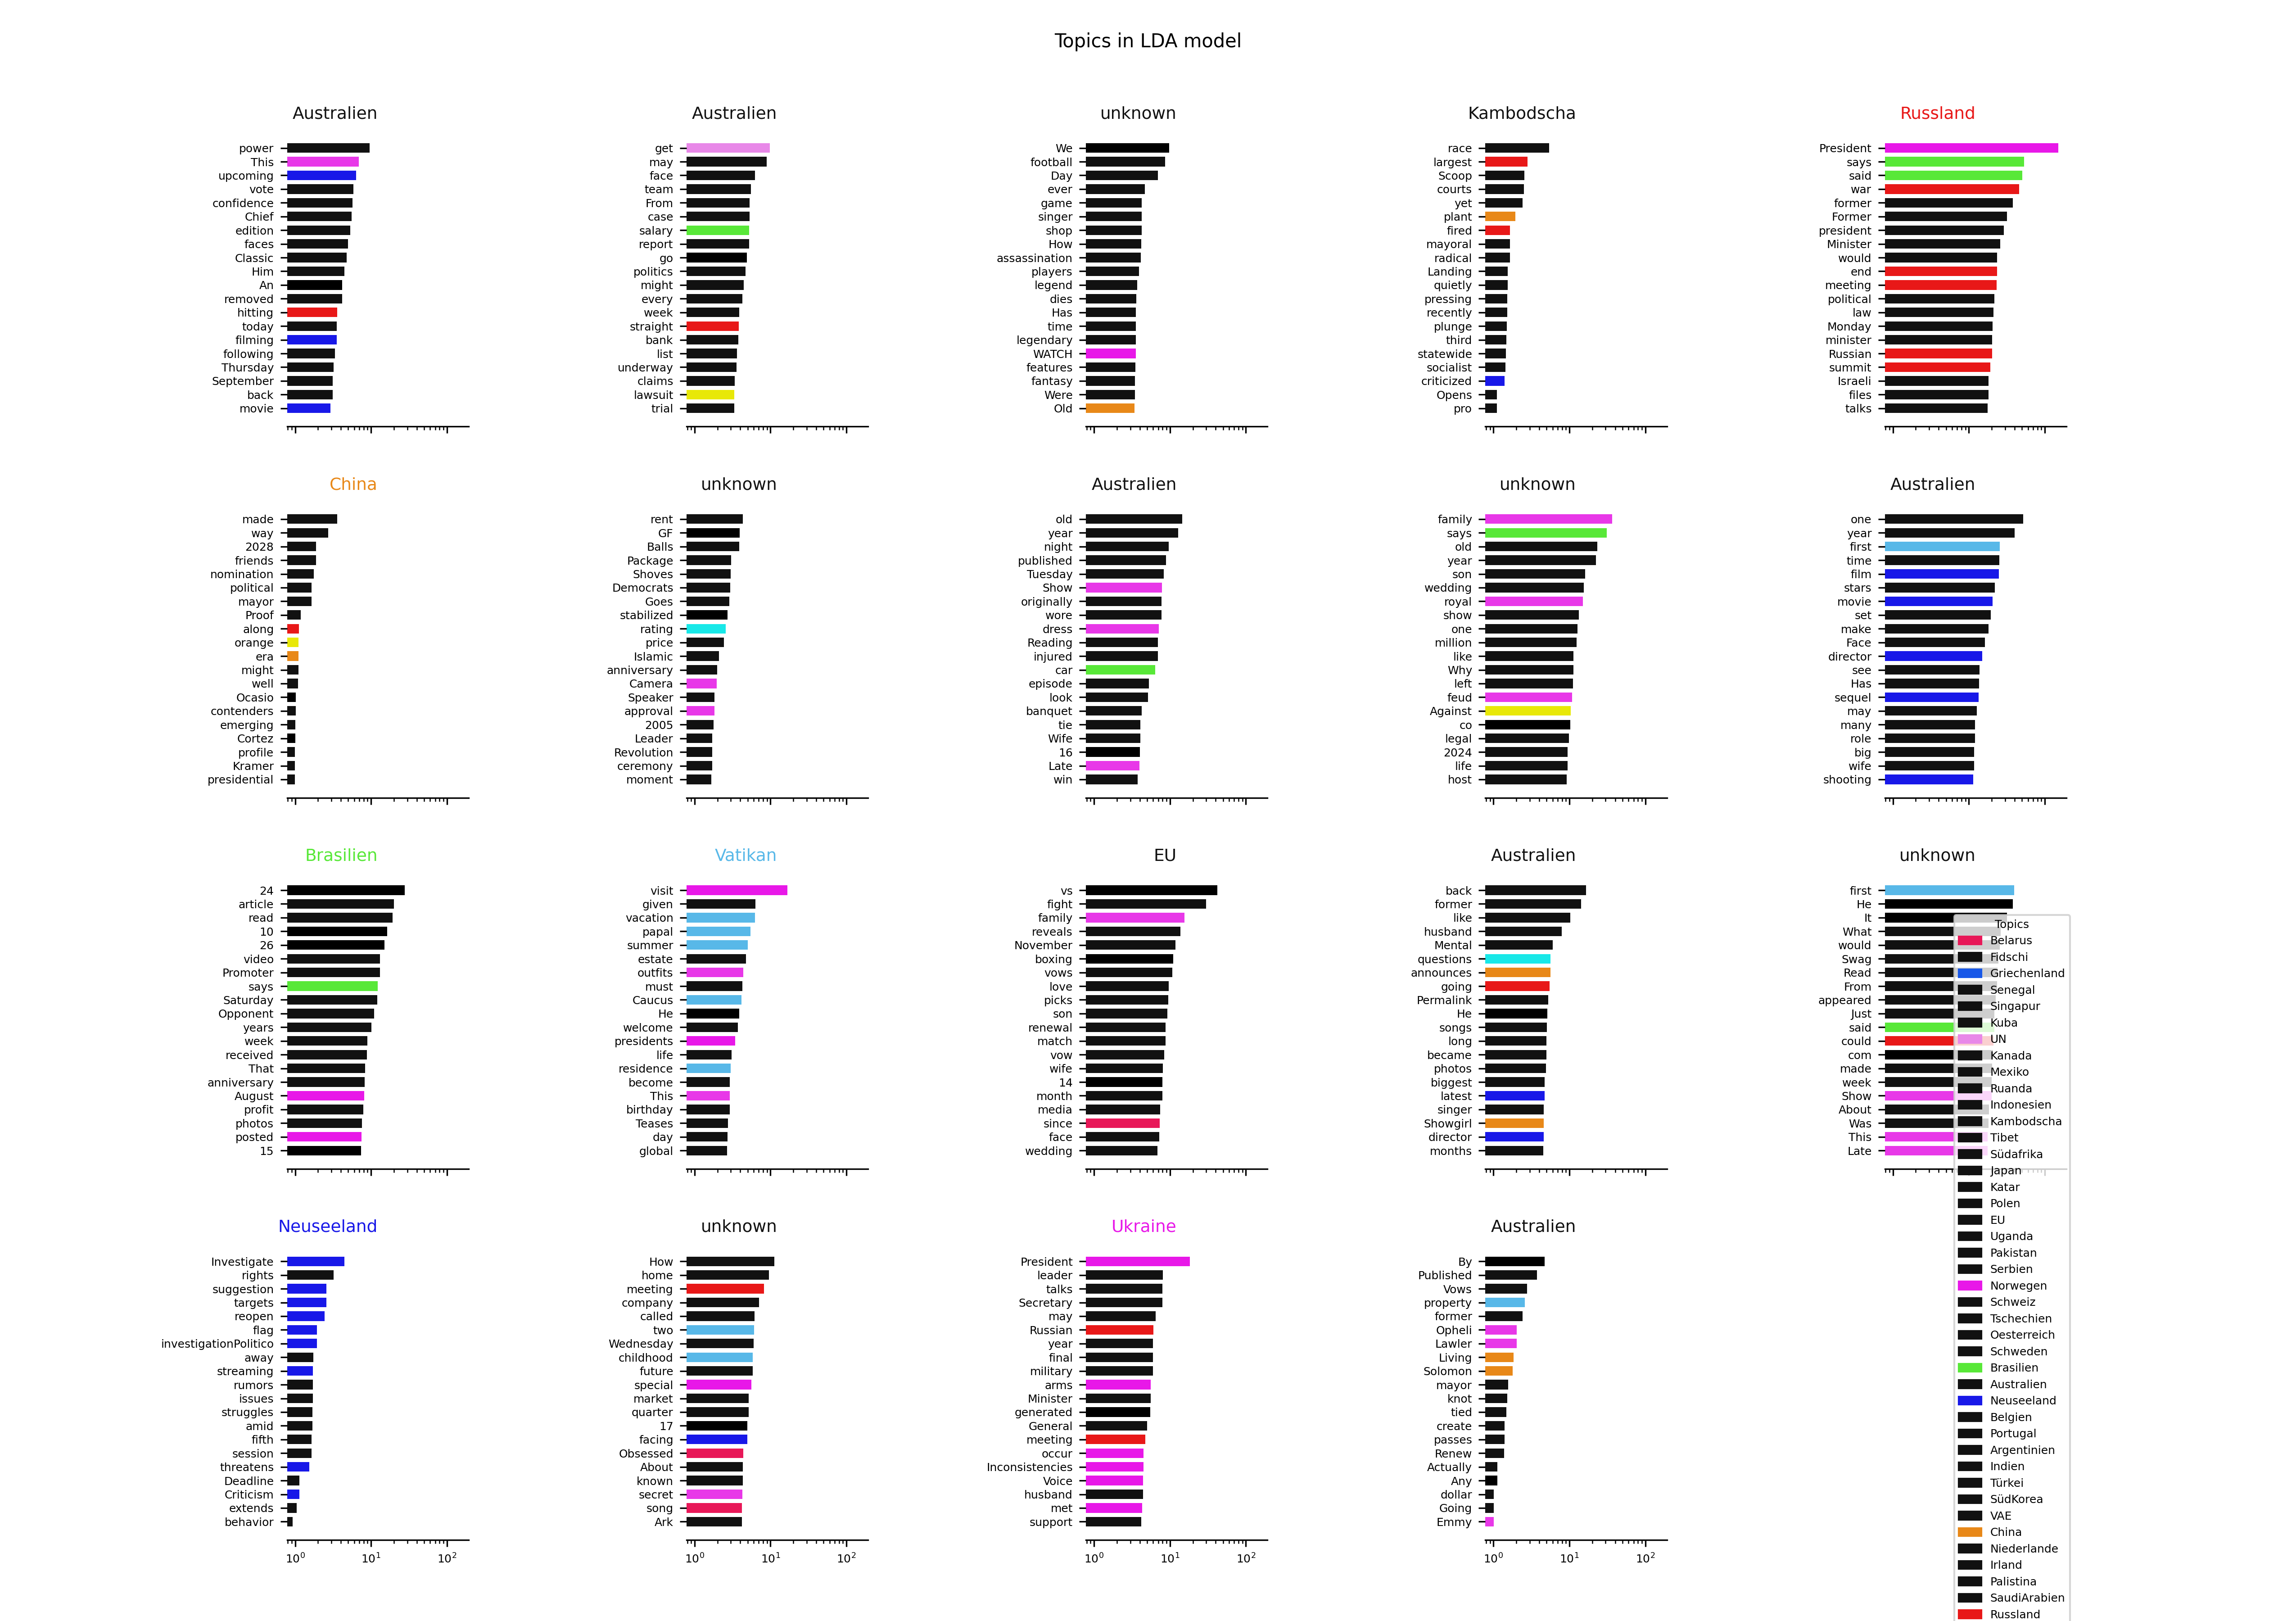 Topics in LDA model
Australien
power
This
upcoming
vote
confidence
Chief
edition
faces
Classic
Him
An
removed
hitting
today
filming
following
Thursday
September
back
movie
Australien
get
may
face
team
From
case
salary
report
go
politics
might
every
week
straight
bank
list
underway
claims
lawsuit
trial
unknown
We
football
Day
ever
game
singer
shop
How
assassination
players
legend
dies
Has
time
legendary
WATCH
features
fantasy
Were
Old
Kambodscha
race
largest
Scoop
courts
yet
plant
fired
mayoral
radical
Landing
quietly
pressing
recently
plunge
third
statewide
socialist
criticized
Opens
pro
Russland
President
says
said
war
former
Former
president
Minister
would
end
meeting
political
law
Monday
minister
Russian
summit
Israeli
files
talks
China
made
way
2028
friends
nomination
political
mayor
Proof
along
orange
era
might
well
Ocasio
contenders
emerging
Cortez
profile
Kramer
presidential
unknown
rent
GF
Balls
Package
Shoves
Democrats
Goes
stabilized
rating
price
Islamic
anniversary
Camera
Speaker
approval
2005
Leader
Revolution
ceremony
moment
Australien
old
year
night
published
Tuesday
Show
originally
wore
dress
Reading
injured
car
episode
look
banquet
tie
Wife
16
Late
win
unknown
family
says
old
year
son
wedding
royal
show
one
million
like
Why
left
feud
Against
co
legal
2024
life
host
Australien
one
year
first
time
film
stars
movie
set
make
Face
director
see
Has
sequel
may
many
role
big
wife
shooting
Brasilien
24
article
read
10
26
video
Promoter
says
Saturday
Opponent
years
week
received
That
anniversary
August
profit
photos
posted
15
Vatikan
visit
given
vacation
papal
summer
estate
outfits
must
Caucus
He
welcome
presidents
life
residence
become
This
birthday
Teases
day
global
EU
vs
fight
family
reveals
November
boxing
vows
love
picks
son
renewal
match
vow
wife
14
month
media
since
face
wedding
Australien
back
former
like
husband
Mental
questions
announces
going
Permalink
He
songs
long
became
photos
biggest
latest
singer
Showgirl
director
months
unknown
first
He
It
What
would
Swag
Read
From
appeared
Just
said
could
com
made
week
Show
About
Was
This
Late
Neuseeland
Investigate
rights
suggestion
targets
reopen
flag
investigationPolitico
away
streaming
rumors
issues
struggles
amid
fifth
session
threatens
Deadline
Criticism
extends
behavior
10⁰ 10¹ 10²
unknown
How
home
meeting
company
called
two
Wednesday
childhood
future
special
market
quarter
17
facing
Obsessed
About
known
secret
song
Ark
10⁰ 10¹ 10²
Ukraine
President
leader
talks
Secretary
may
Russian
year
final
military
arms
Minister
generated
General
meeting
occur
Inconsistencies
Voice
husband
met
support
10⁰ 10¹ 10²
Australien
By
Published
Vows
property
former
Opheli
Lawler
Living
Solomon
mayor
knot
tied
create
passes
Renew
Actually
Any
dollar
Going
Emmy
10⁰ 10¹ 10²
Topics
Belarus
Fidschi
Griechenland
Senegal
Singapur
Kuba
UN
Kanada
Mexiko
Ruanda
Indonesien
Kambodscha
Tibet
Südafrika
Japan
Katar
Polen
EU
Uganda
Pakistan
Serbien
Norwegen
Schweiz
Tschechien
Oesterreich
Schweden
Brasilien
Australien
Neuseeland
Belgien
Portugal
Argentinien
Indien
Türkei
SüdKorea
VAE
China
Niederlande
Irland
Palistina
SaudiArabien
Russland